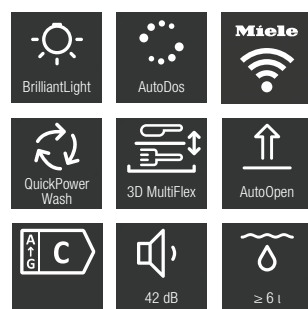 BrilliantLight
AutoDos
Miele
QuickPower
Wash
3D MultiFlex
AutoOpen
A
↑
G
C
42 dB
≥ 6 l